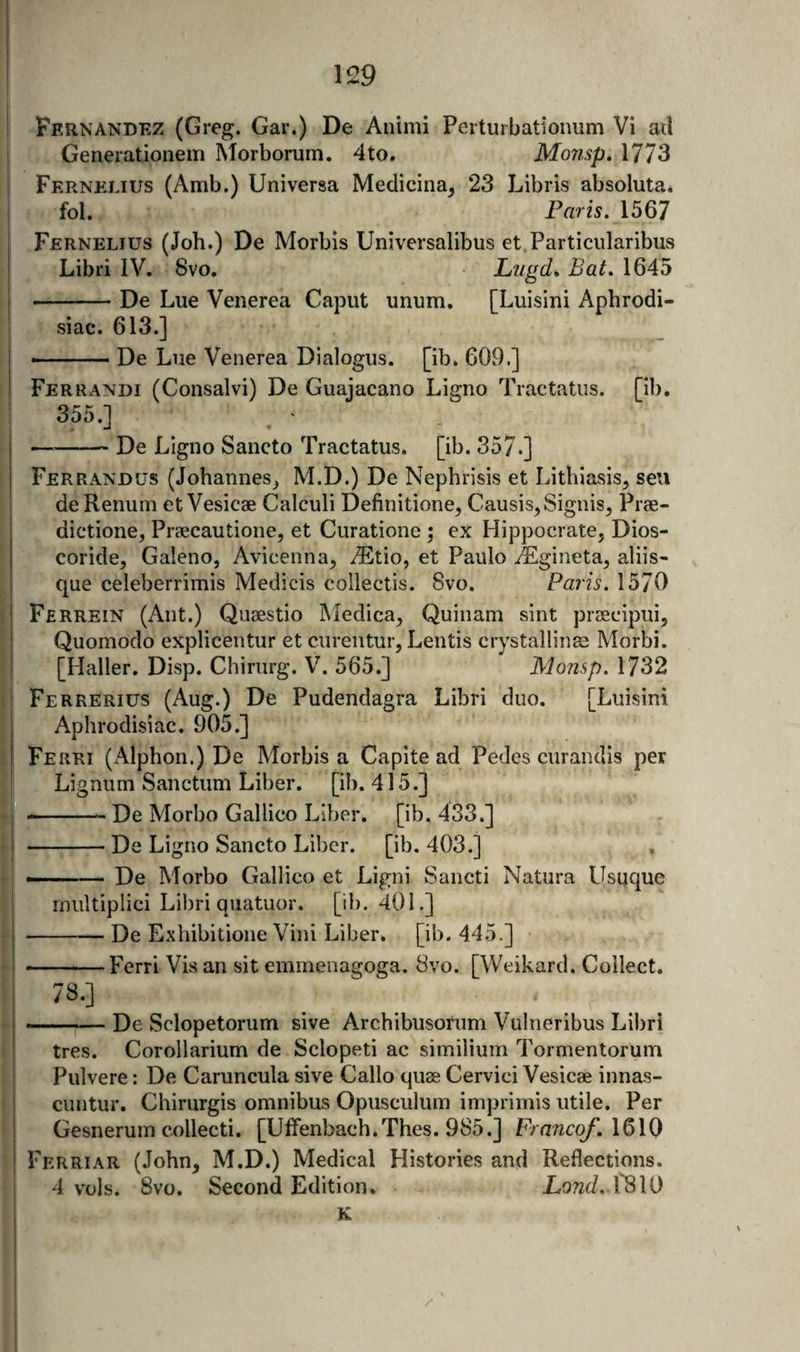 129
FERNANDEZ (Greg. Gar.) De Animi Perturbationum Vi ad
Generationem Morborum. 4to. Monsp. 1773
FERNELIUS (Amb.) Universa Medicina, 23 Libris absoluta.
fol. Paris. 1567
FERNELIUS (Joh.) De Morbis Universalibus et Particularibus
Libri IV. 8vo. Lugd. Bat. 1645
——— De Lue Venerea Caput unum. [Luisini Aphrodi-
siac. 613.]
——— De Lue Venerea Dialogus. [ib. 609.]
FERRANDI (Consalvi) De Guajacano Ligno Tractatus. [ib.
355.]
——— De Ligno Sancto Tractatus. [ib. 357.]
FERRANDUS (Johannes, M.D.) De Nephrisis et Lithiasis, seu
de Renum et Vesicæ Calculi Definitione, Causis, Signis, Præ-
dictione, Præcautione, et Curatione ; ex Hippocrate, Dios-
coride, Galeno, Avicenna, Ætio, et Paulo Ægineta, aliis-
que celeberrimis Medicis collectis. 8vo. Paris. 1570
FERREIN (Ant.) Quæstio Medica, Quinam sint præcipui,
Quomodo explicentur et curentur, Lentis crystallinæ Morbi.
[Haller. Disp. Chirurg. V. 565.] Monsp. 1732
FERRERIUS (Aug.) De Pudendagra Libri duo. [Luisini
Aphrodisiac. 905.]
FERRI (Alphon.) De Morbis a Capite ad Pedes curandis per
Lignum Sanctum Liber. [ib. 415.]
——— De Morbo Gallico Liber. [ib. 433.]
——— De Ligno Sancto Liber. [ib. 403.]
——— De Morbo Gallico et Ligni Sancti Natura Usuque
multiplici Libri quatuor. [ib. 401.]
——— De Exhibitione Vini Liber. [ib. 445.]
——— Ferri Vis an sit emmenagoga. 8vo. [Weikard. Collect.
78.]
——— De Sclopetorum sive Archibusorum Vulneribus Libri
tres. Corollarium de Sclopeti ac similium Tormentorum
Pulvere: De Caruncula sive Callo quæ Cervici Vesicæ innas-
cuntur. Chirurgis omnibus Opusculum imprimis utile. Per
Gesnerum collecti. [Uffenbach. Thes. 985.] Francof. 1610
FERRIAR (John, M.D.) Medical Histories and Reflections.
4 vols. 8vo. Second Edition. Lond. 1810
K